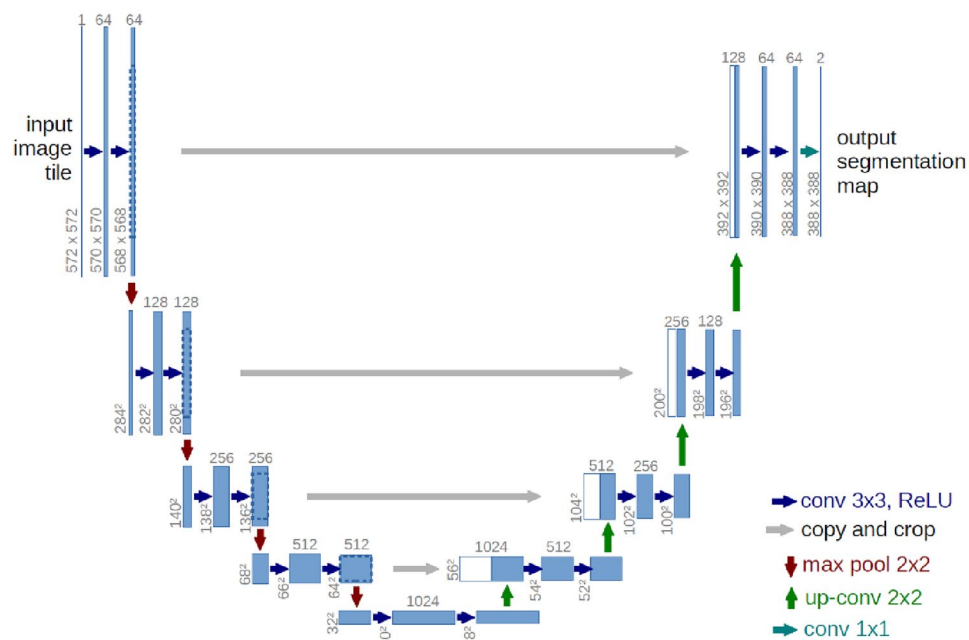 1 64 64
input
image
tile
572 x 572
570 x 570
568 x 568
128 64 64 2
output
segmentation
map
392 x 392
390 x 390
388 x 388
388 x 388
128 128
284²
282²
280²
256 128
200²
198²
196²
256 256
140²
138²
136²
512 256
104²
102²
100²
512 512
68²
66²
64²
1024 512
56²
54²
52²
1024
32²
0²
8²
conv 3x3, ReLU
copy and crop
max pool 2x2
up-conv 2x2
conv 1x1